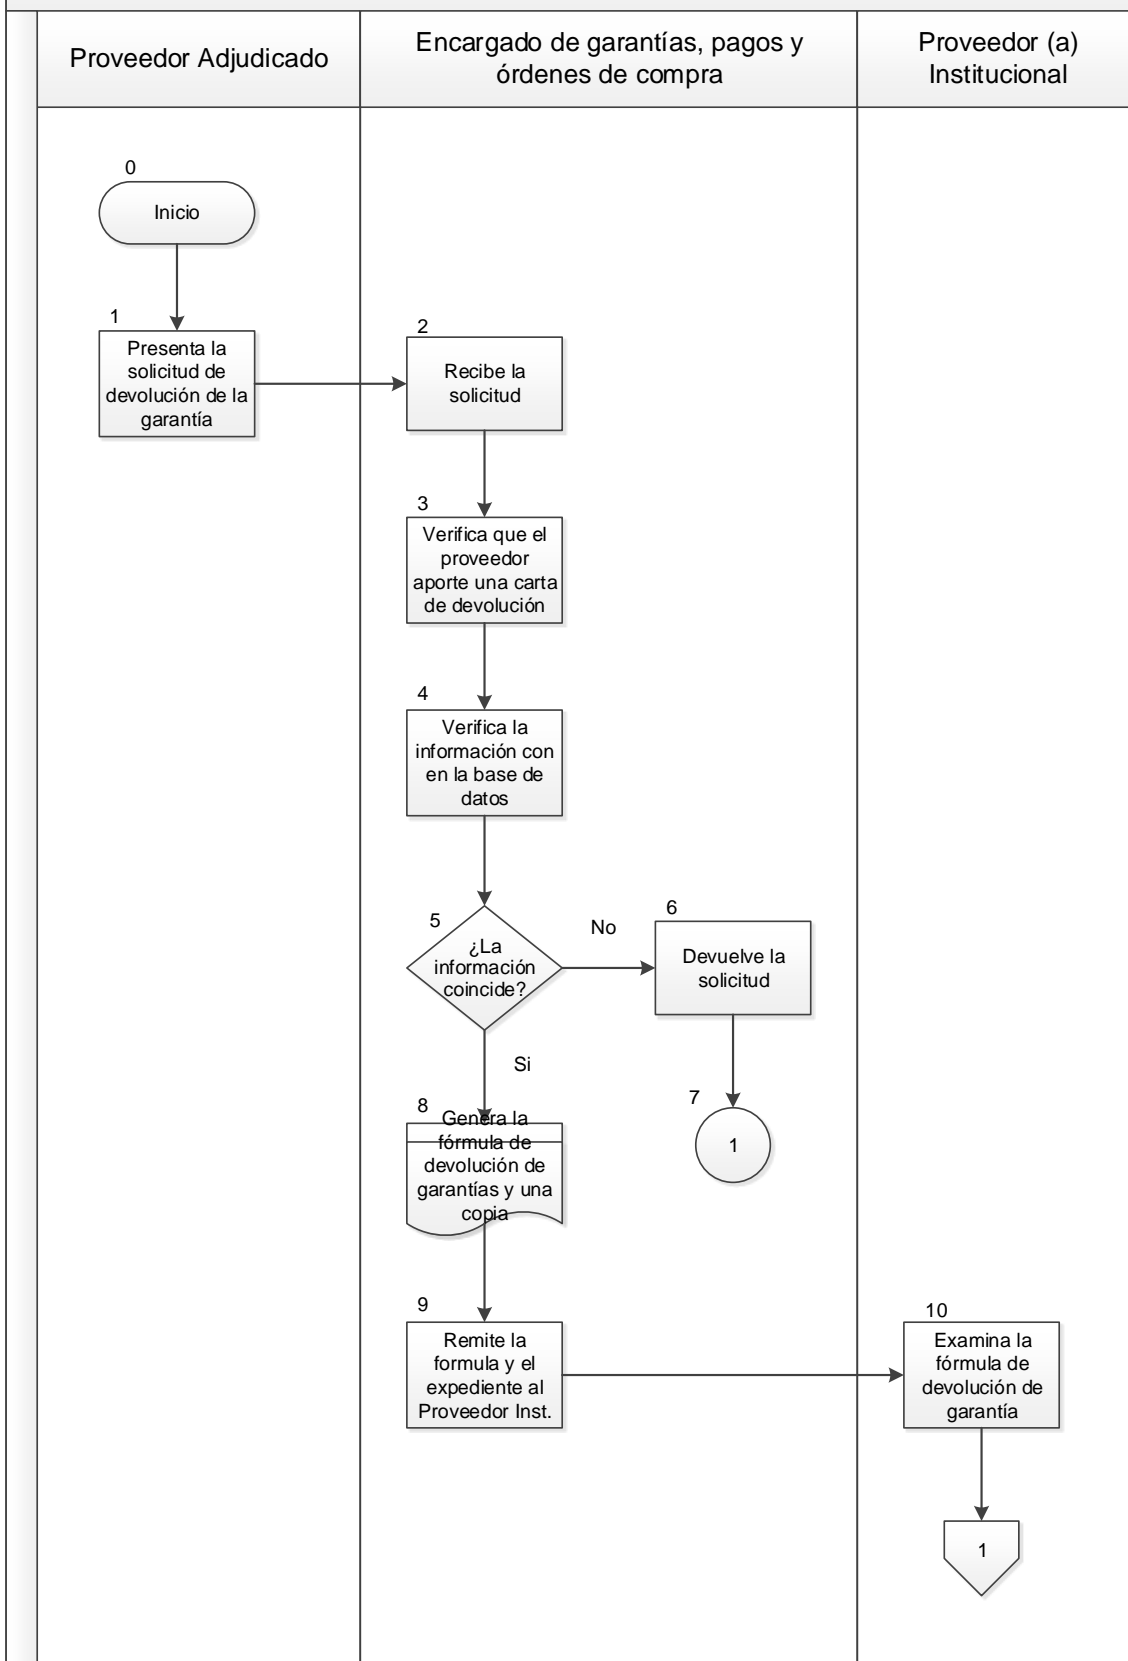 Proveedor Adjudicado
Encargado de garantías, pagos y
órdenes de compra
Proveedor (a)
Institucional
0
Inicio
1
Presenta la
solicitud de
devolución de la
garantía
2
Recibe la
solicitud
3
Verifica que el
proveedor
aporte una carta
de devolución
4
Verifica la
información con
en la base de
datos
5
¿La
información
coincide?
No
6
Devuelve la
solicitud
Si
7
1
8
Genera la
fórmula de
devolución de
garantías y una
copia
9
Remite la
formula y el
expediente al
Proveedor Inst.
10
Examina la
fórmula de
devolución de
garantía
1